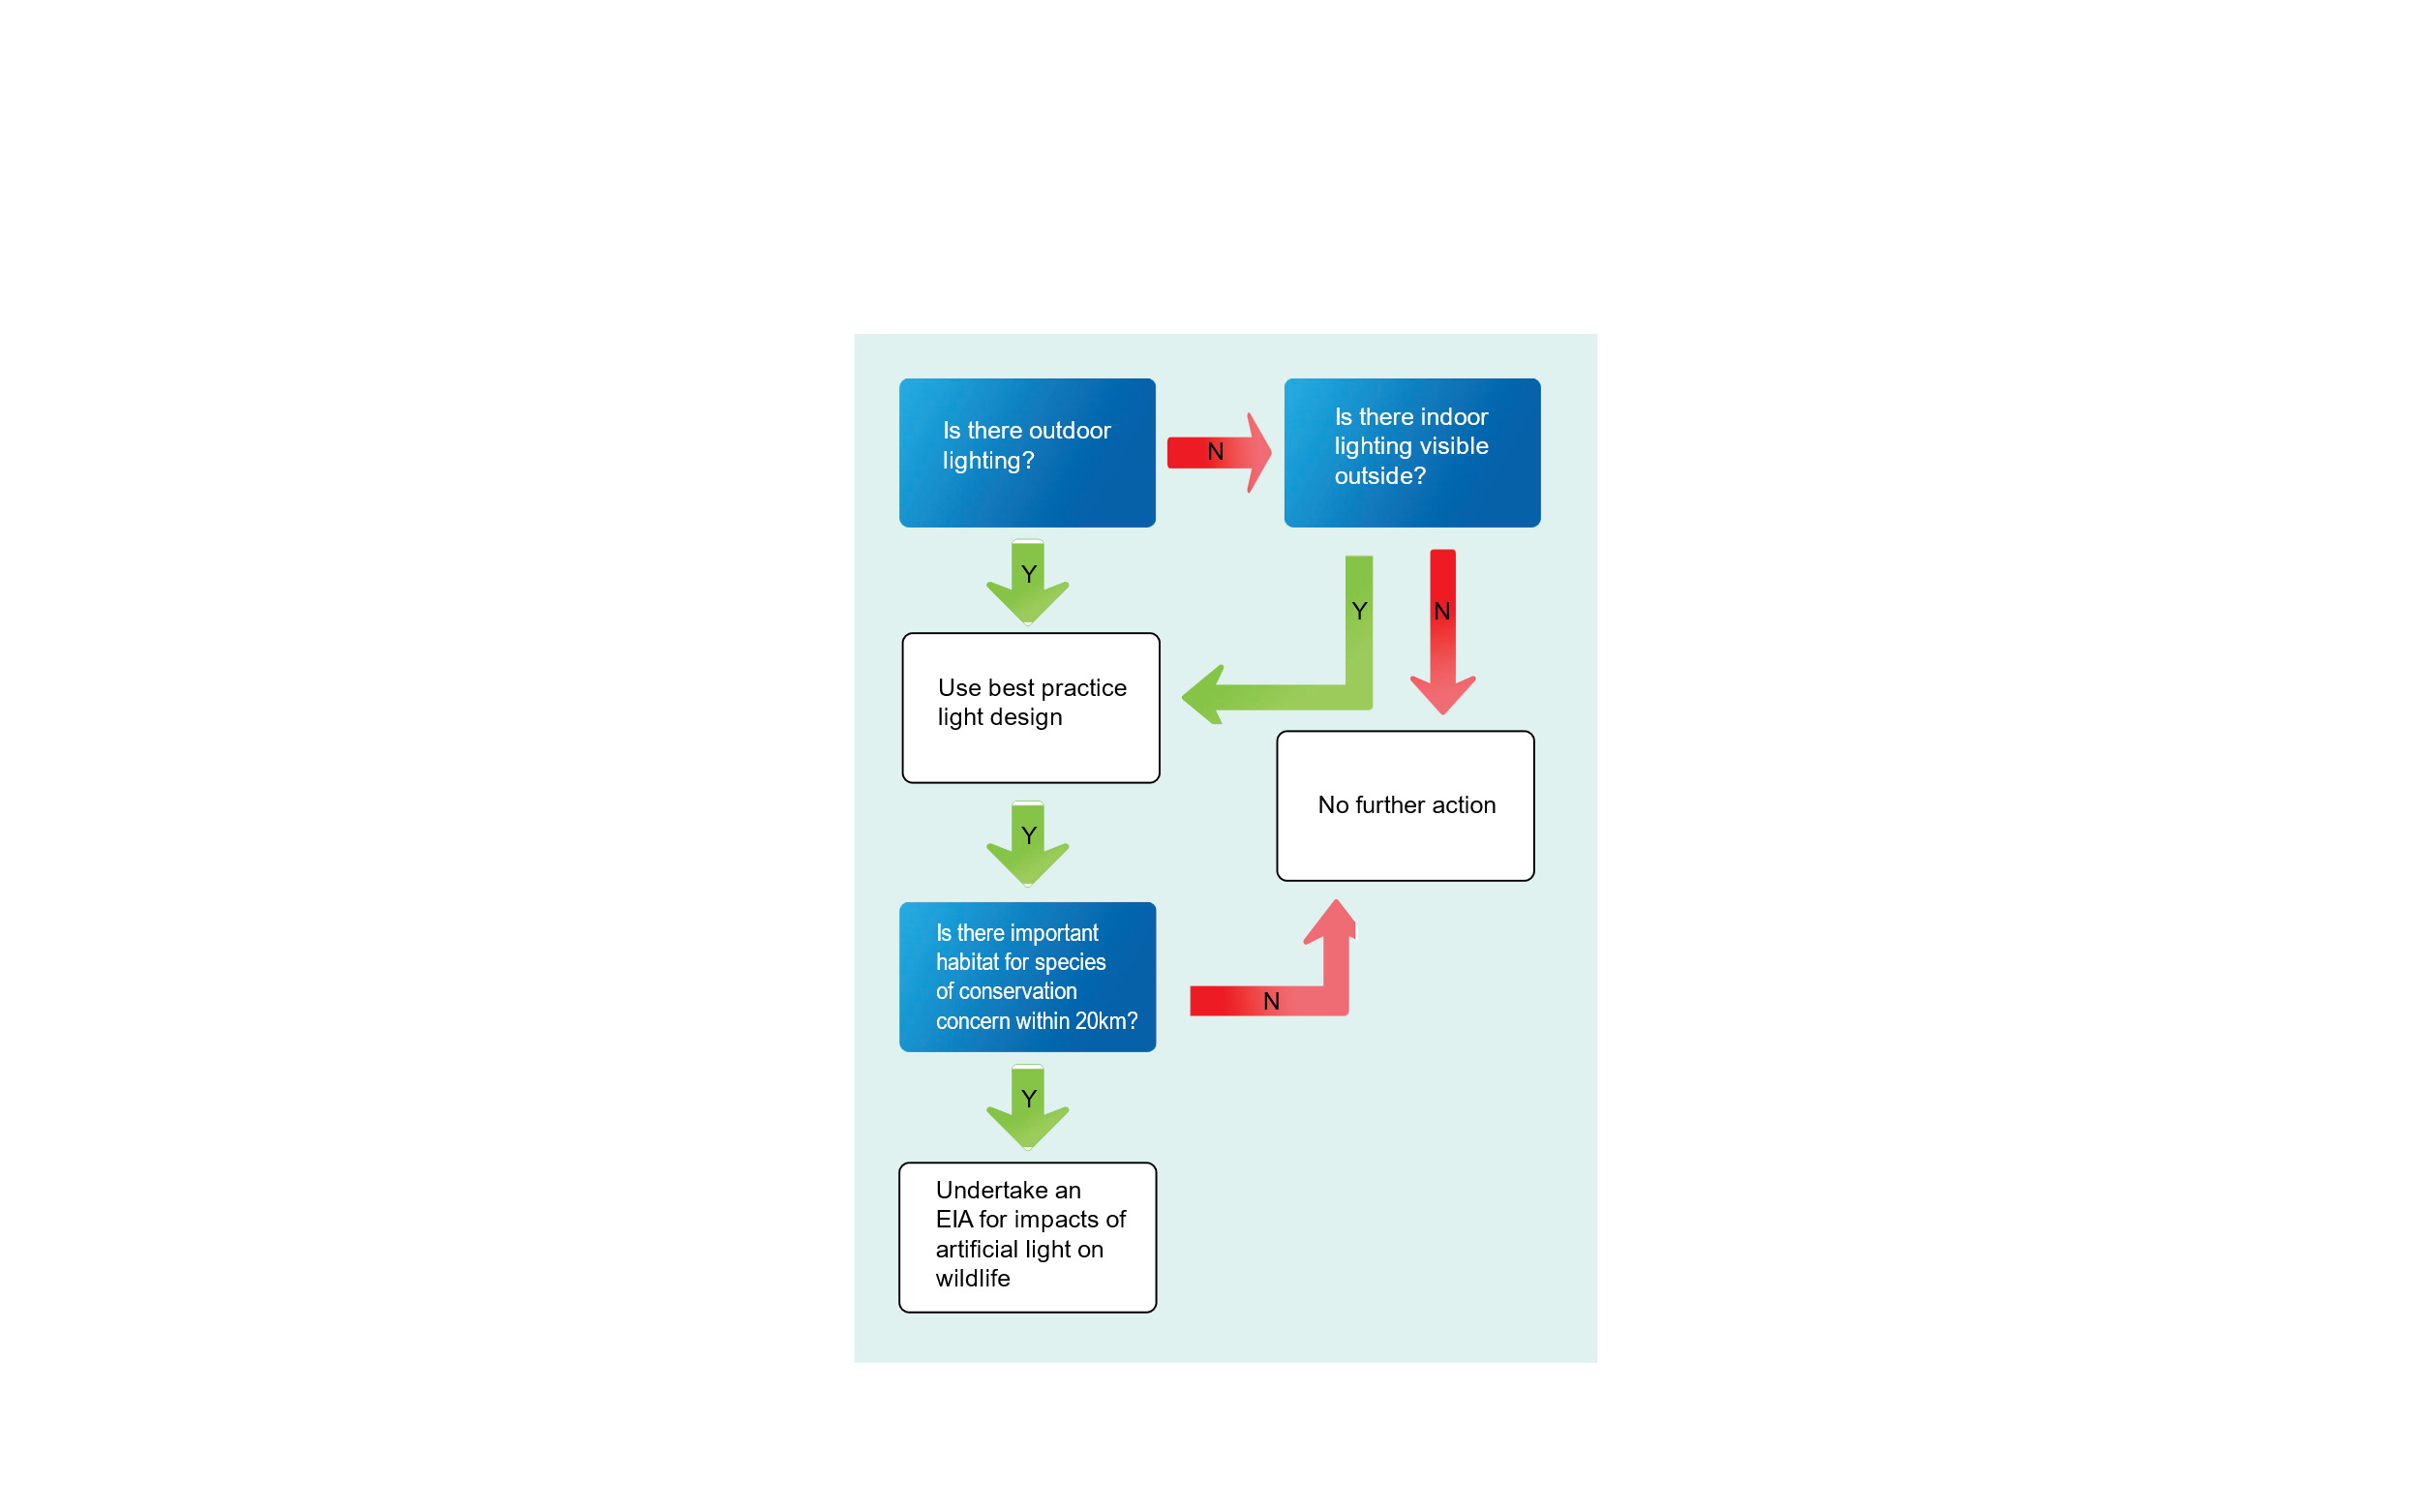 Is there outdoor
lighting?
N
Is there indoor
lighting visible
outside?
Y
Y
N
Use best practice
light design
No further action
Y
Is there important
habitat for species
of conservation
concern within 20km?
N
Y
Undertake an
EIA for impacts of
artificial light on
wildlife